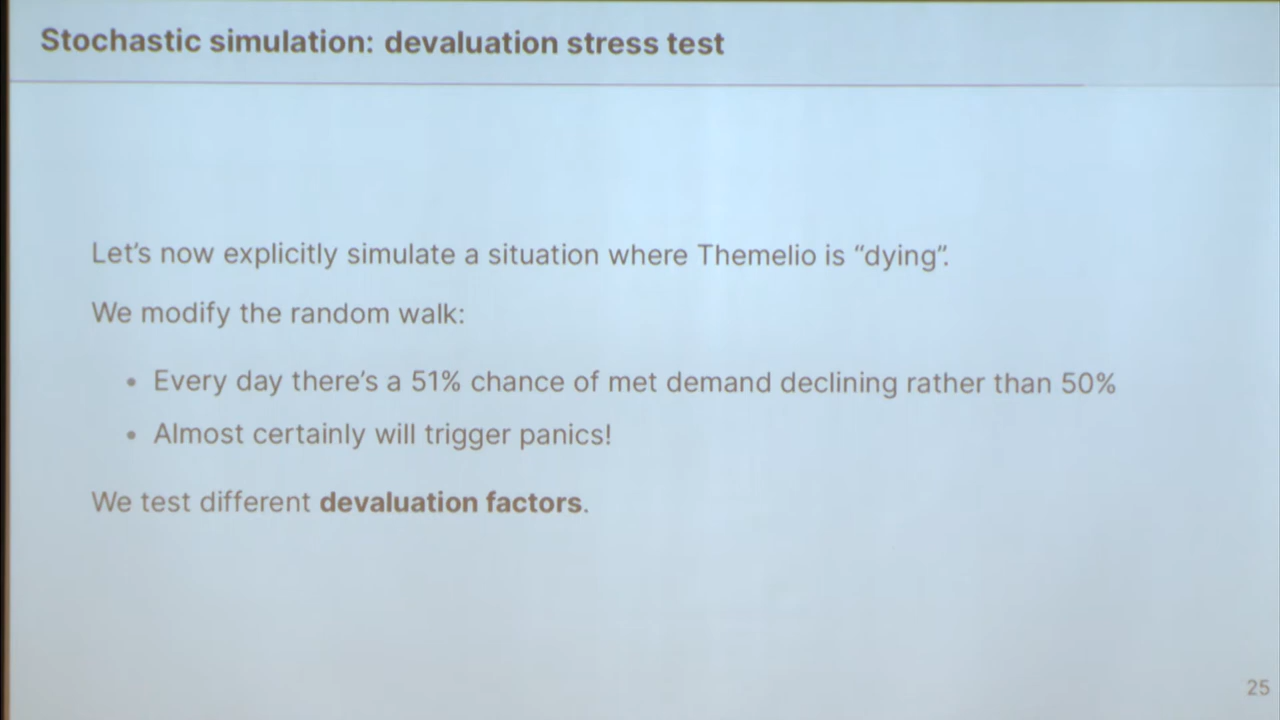 Stochastic simulation: devaluation stress test
Let's now explicitly simulate a situation where Themelio is “dying”.
We modify the random walk:
• Every day there's a 51% chance of met demand declining rather than 50%
• Almost certainly will trigger panics!
We test different devaluation factors.
25